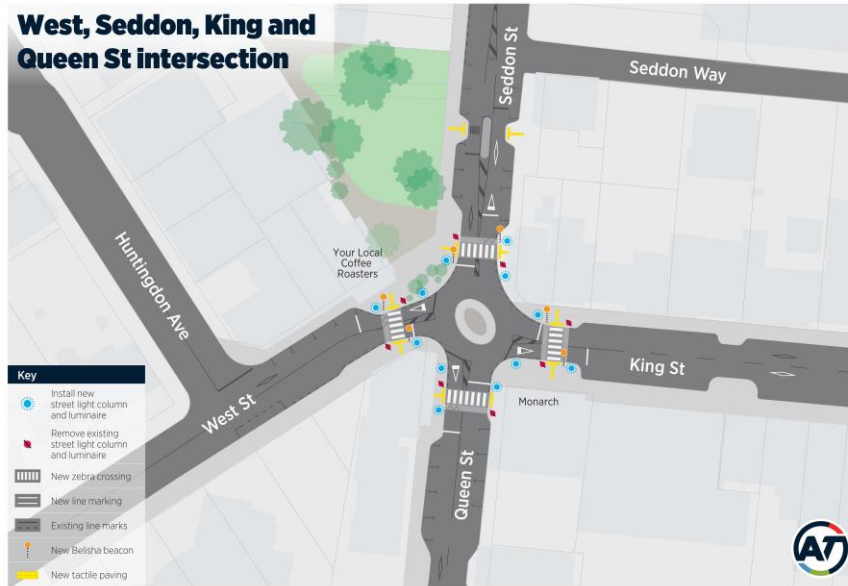 West, Seddon, King and
Queen St intersection
Seddon St
Seddon Way
Huntingdon Ave
Your Local
Coffee
Roasters
King St
West St
Monarch
Queen St
Key
Install new
street light column
and luminaire
Remove existing
street light column
and luminaire
New zebra crossing
New line marking
Existing line marks
New Belisha beacon
New tactile paving
AT